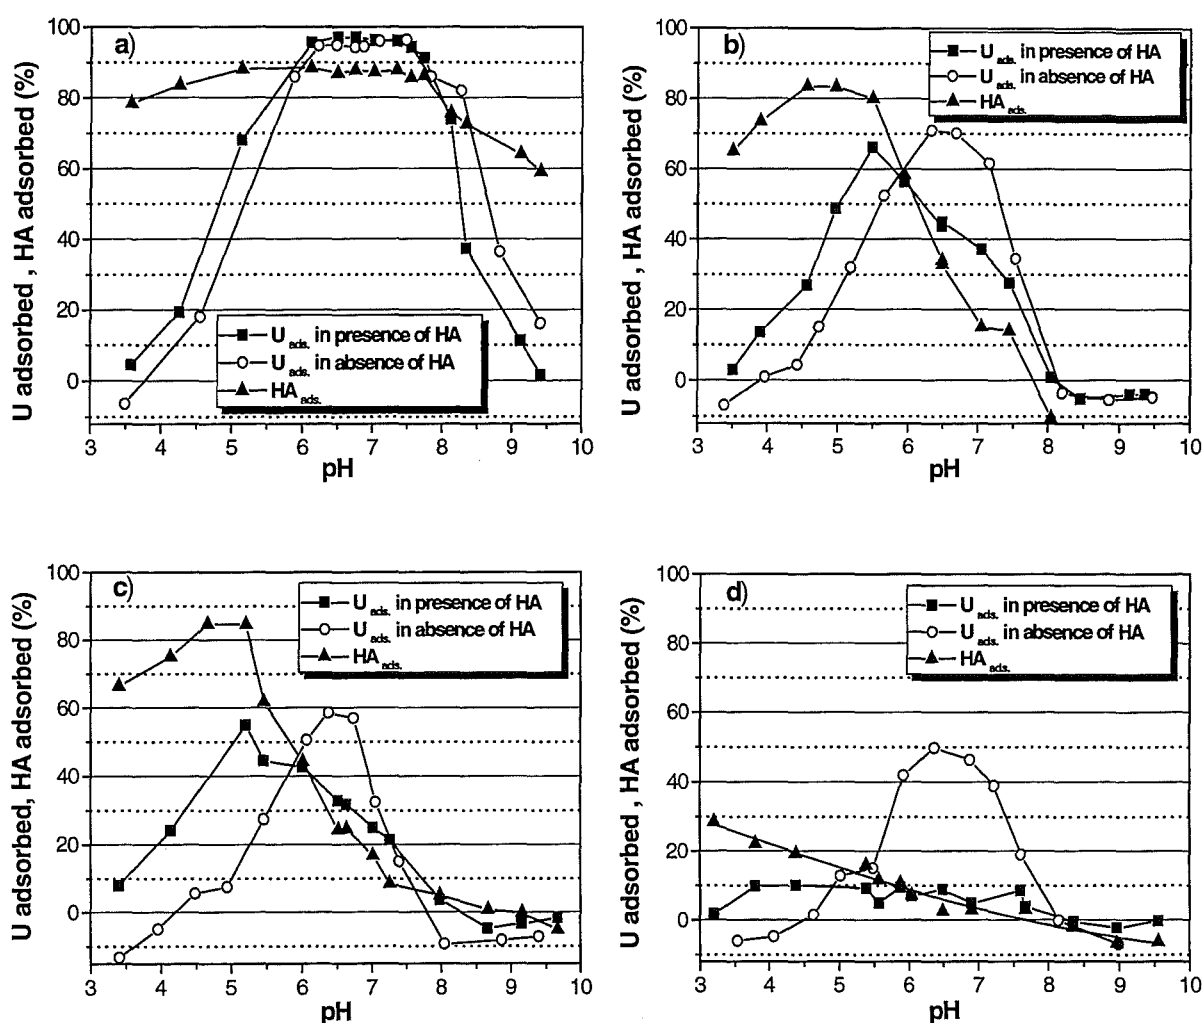 a)
U adsorbed , HA adsorbed (%)
100
80
60
40
20
0
U ads. in presence of HA
U ads. in absence of HA
HA ads.
3 4 5 6 7 8 9 10
pH
b)
U adsorbed, HA adsorbed (%)
100
80
60
40
20
0
U ads. in presence of HA
U ads. in absence of HA
HA ads.
3 4 5 6 7 8 9 10
pH
c)
U adsorbed, HA adsorbed (%)
100
80
60
40
20
0
U ads. in presence of HA
U ads. in absence of HA
HA ads.
3 4 5 6 7 8 9 10
pH
d)
U adsorbed , HA adsorbed (%)
100
80
60
40
20
0
U ads. in presence of HA
U ads. in absence of HA
HA ads.
3 4 5 6 7 8 9 10
pH